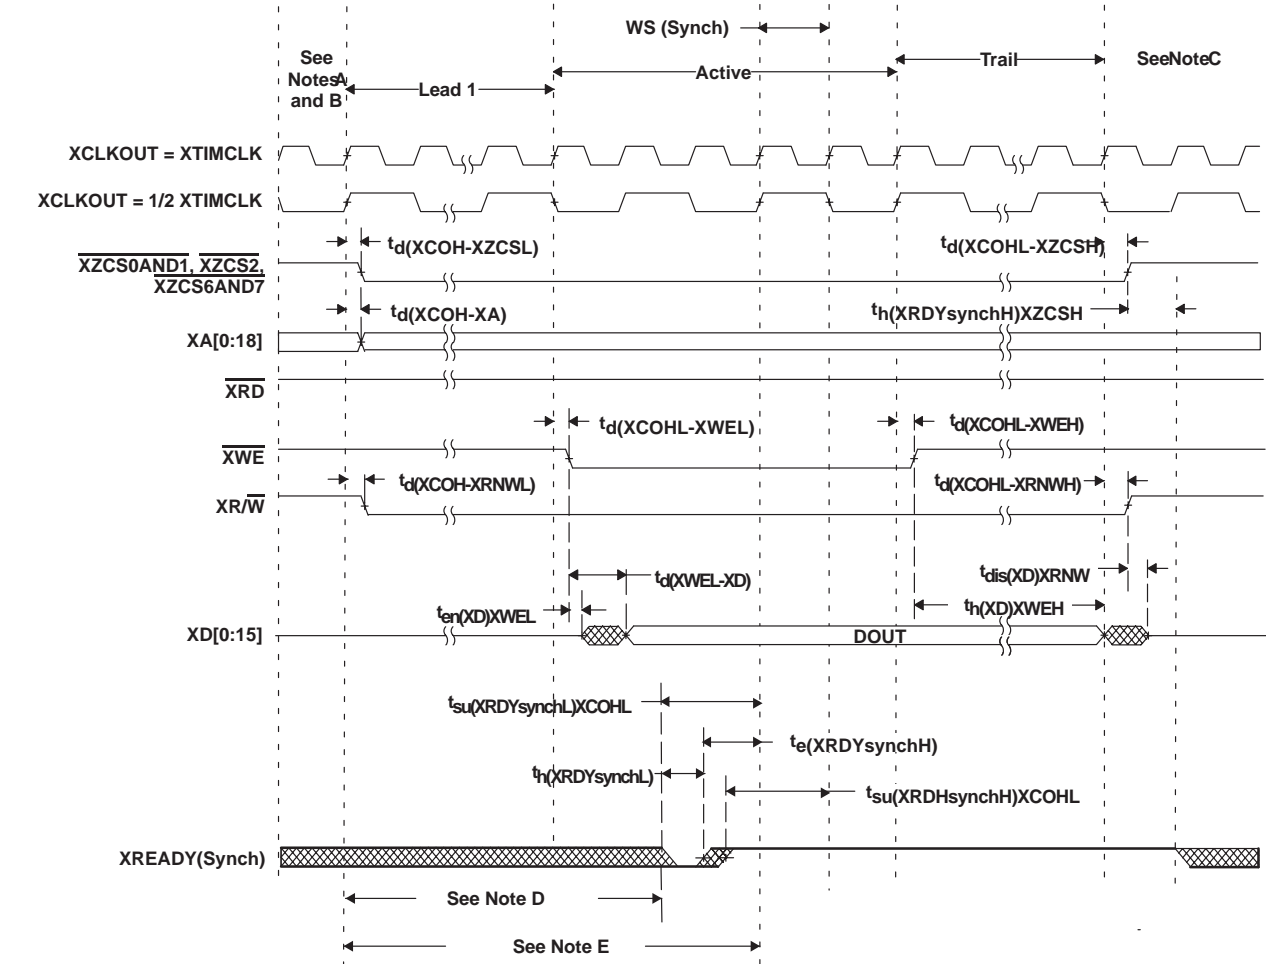 WS (Synch)
See
NotesA
and B
Lead 1
Active
Trail
SeeNoteC
XCLKOUT = XTIMCLK
XCLKOUT = 1/2 XTIMCLK
td(XCOH-XZCSL)
td(XCOHL-XZCSH)
XZCS0AND1, XZCS2,
XZCS6AND7
td(XCOH-XA)
th(XRDYsynchH)XZCSH
XA[0:18]
XRD
td(XCOHL-XWEL)
td(XCOHL-XWEH)
XWE
td(XCOH-XRNWL)
td(XCOHL-XRNWH)
XR/W
td(XWEL-XD)
tdis(XD)XRNW
ten(XD)XWEL
th(XD)XWEH
XD[0:15]
DOUT
tsu(XRDYsynchL)XCOHL
te(XRDYsynchH)
th(XRDYsynchL)
tsu(XRDHsynchH)XCOHL
XREADY(Synch)
See Note D
See Note E